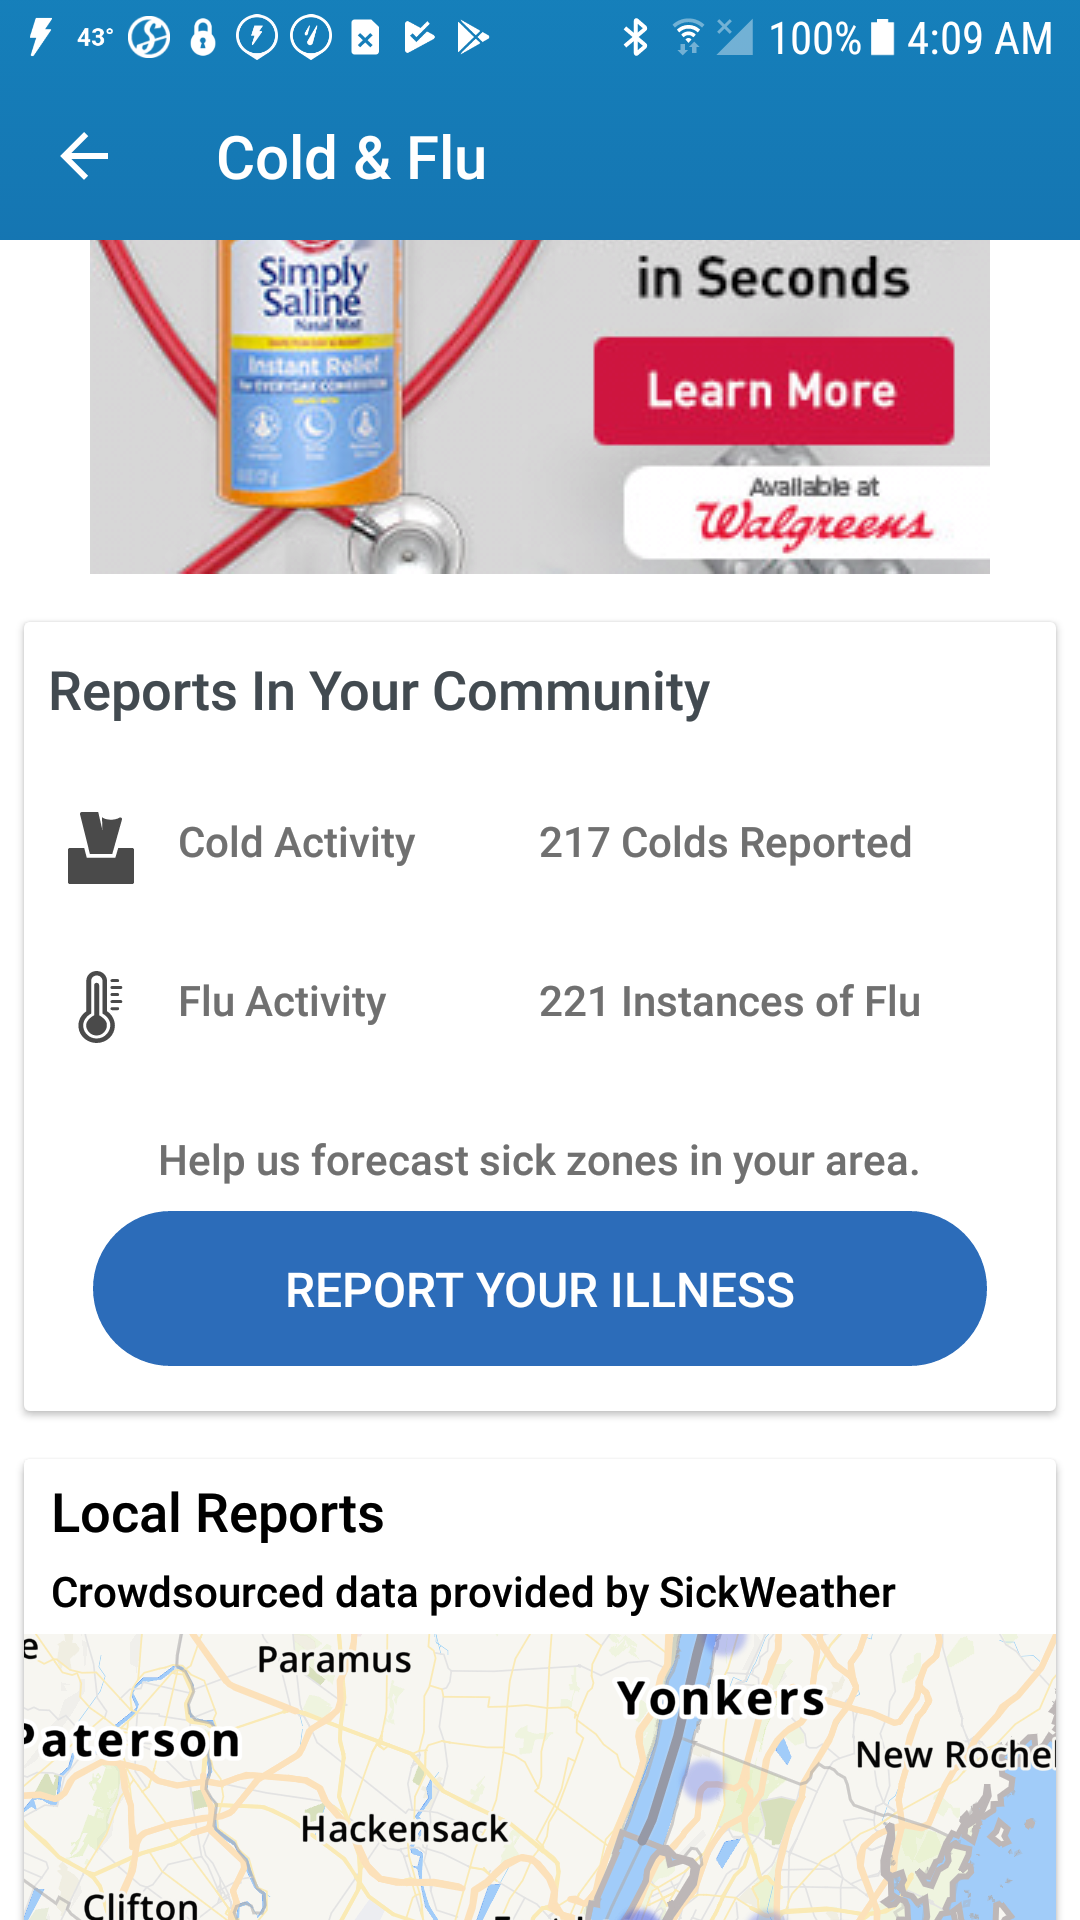 43° 100% 4:09 AM
Cold & Flu
Simply
Saline
Nasal Mist
Instant Relief
in Seconds
Learn More
Available at
Walgreens
Reports In Your Community
Cold Activity 217 Colds Reported
Flu Activity 221 Instances of Flu
Help us forecast sick zones in your area.
REPORT YOUR ILLNESS
Local Reports
Crowdsourced data provided by SickWeather
e
Paramus
Yonkers
Paterson
New Rochel
Hackensack
Clifton